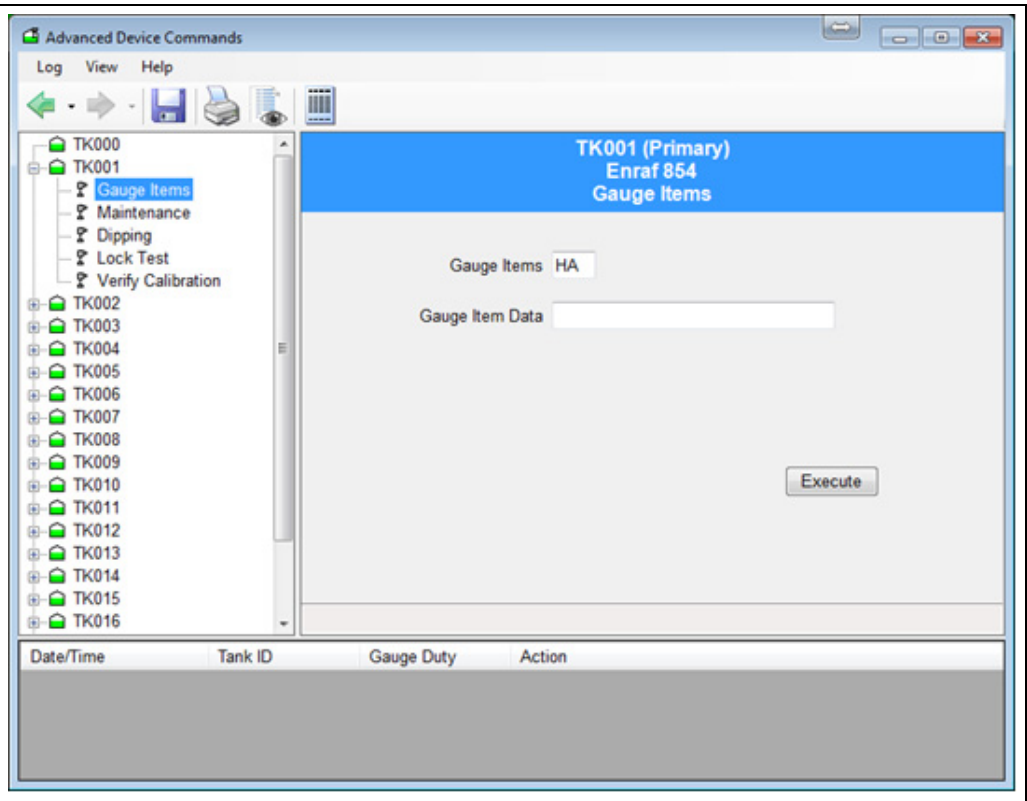 Advanced Device Commands
Log View Help
TK000
TK001
Gauge Items
Maintenance
Dipping
Lock Test
Verify Calibration
TK002
TK003
TK004
TK005
TK006
TK007
TK008
TK009
TK010
TK011
TK012
TK013
TK014
TK015
TK016
TK001 (Primary)
Enraf 854
Gauge Items
Gauge Items HA
Gauge Item Data
Execute
Date/Time Tank ID Gauge Duty Action